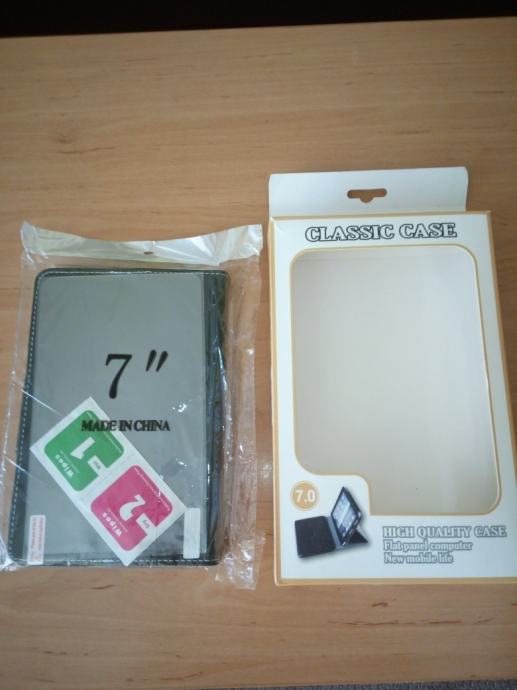 CLASSIC CASE
7"
MADE IN CHINA
Wipes
1
Wipes
2
7.0
HIGH QUALITY CASE
Flat-panel computer
New mobile life